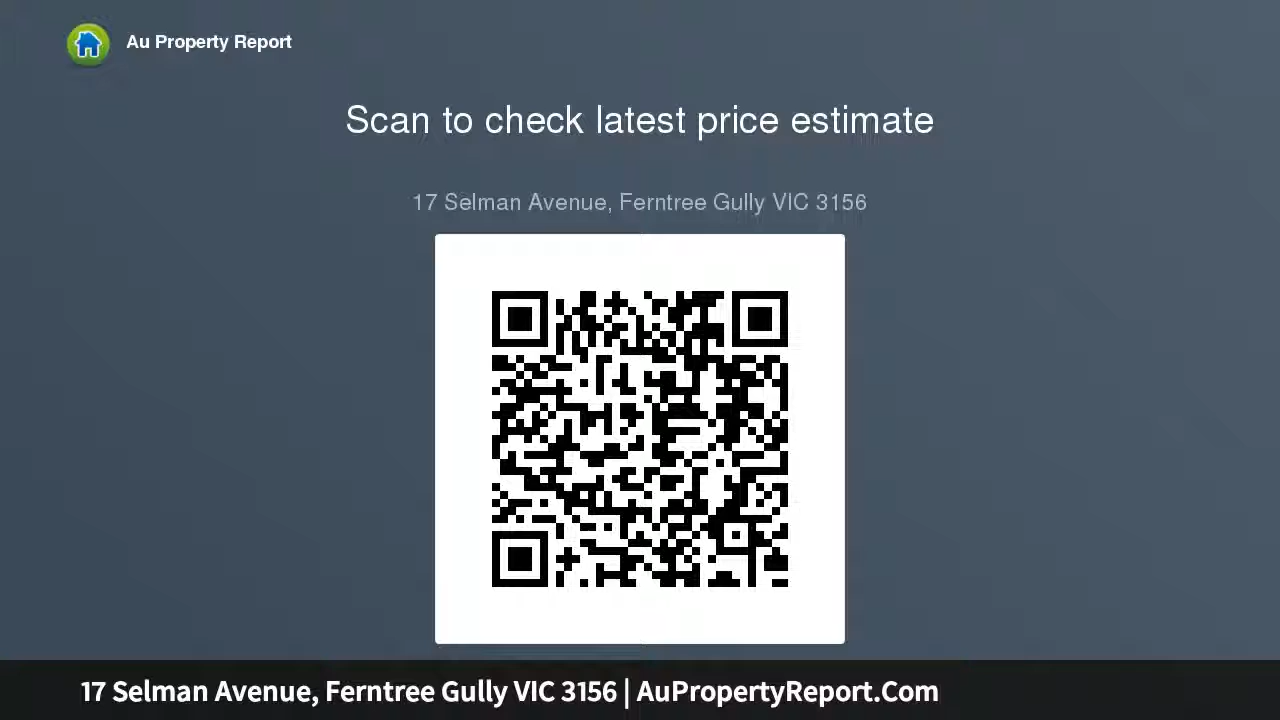 Au Property Report
Scan to check latest price estimate
17 Selman Avenue, Ferntree Gully VIC 3156
17 Selman Avenue, Ferntree Gully VIC 3156 | AuPropertyReport.Com